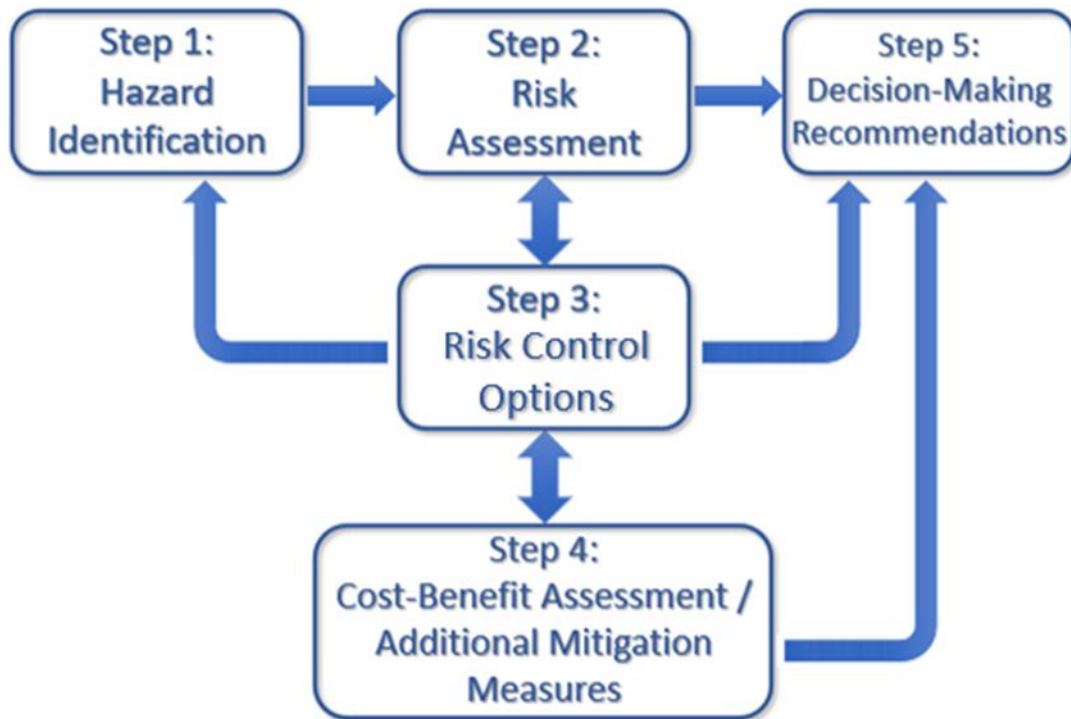 Step 1:
Hazard
Identification
Step 2:
Risk
Assessment
Step 5:
Decision-Making
Recommendations
Step 3:
Risk Control
Options
Step 4:
Cost-Benefit Assessment /
Additional Mitigation
Measures